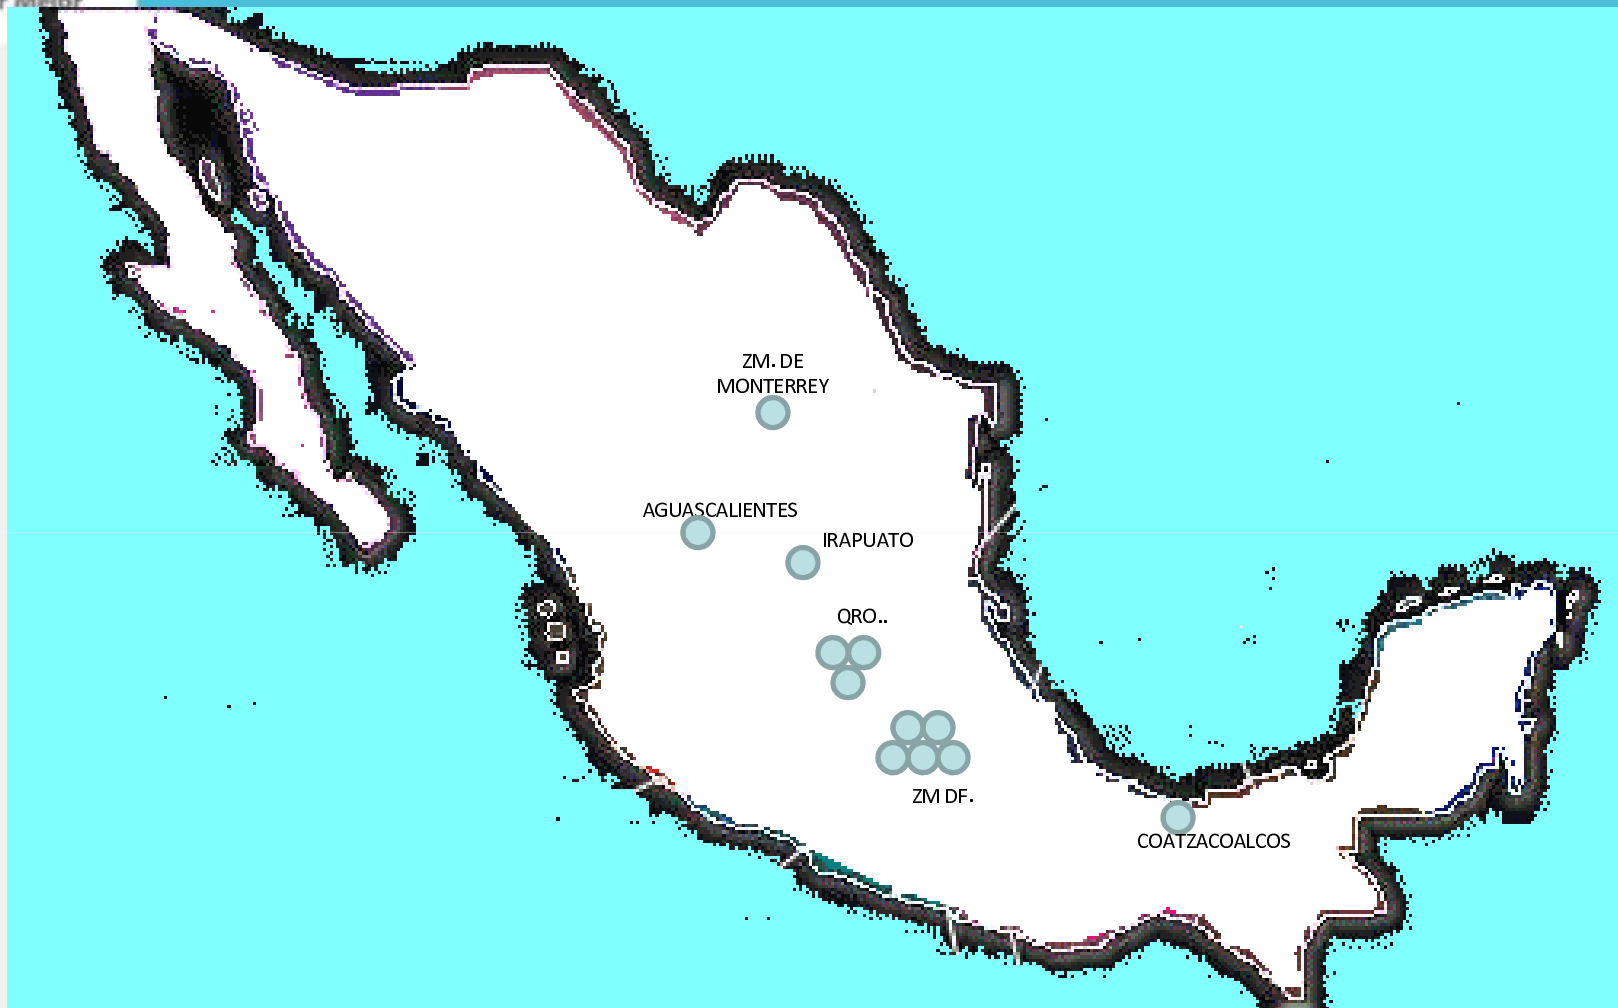 ZM. DE
MONTERREY
AGUASCALIENTES
IRAPUATO
QRO..
ZM DF.
COATZACOALCOS